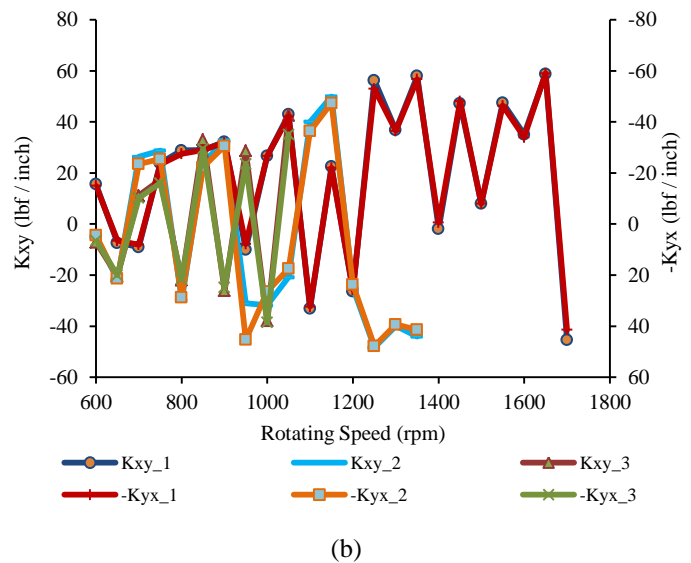 80 -80
60 -60
40 -40
20 -20
0 0
-20 20
-40 40
-60 60
Kxy (lbf / inch)
-Kyx (lbf / inch)
600 800 1000 1200 1400 1600 1800
Rotating Speed (rpm)
Kxy_1 Kxy_2 Kxy_3
-Kyx_1 -Kyx_2 -Kyx_3
(b)